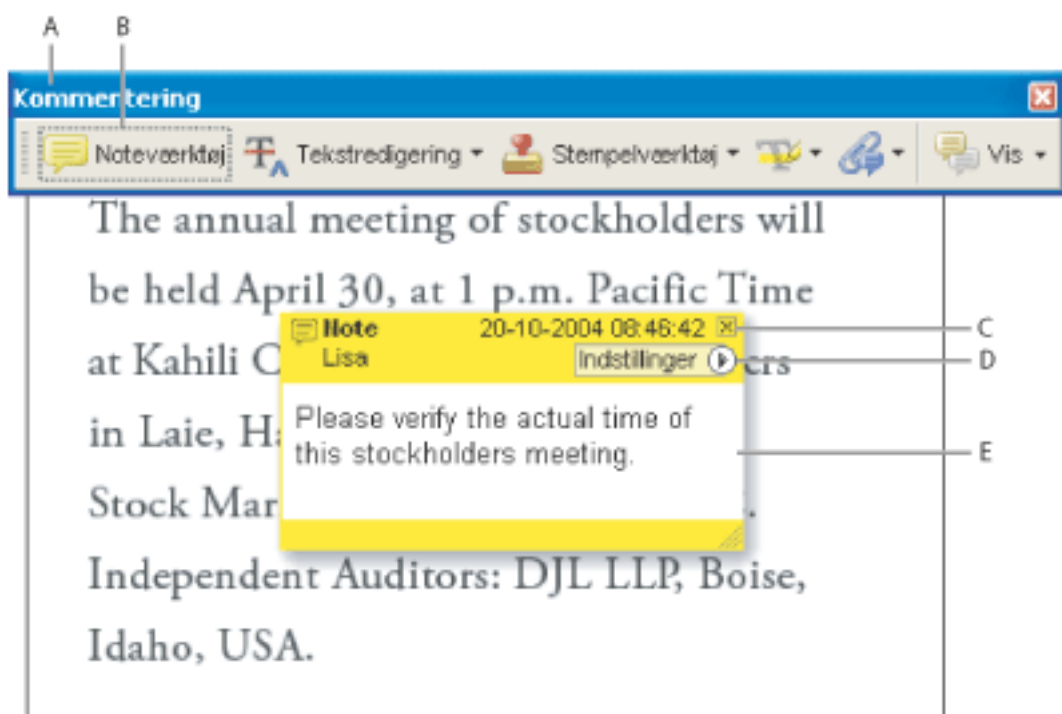 A B
Kommentering
Noteværktøj Tekstredigering Stempelværktøj Vis
The annual meeting of stockholders will
be held April 30, at 1 p.m. Pacific Time
Note 20-10-2004 08:46:42 C
at Kahili C ers
Lisa Indstillinger D
Please verify the actual time of
in Laie, Ha
this stockholders meeting. E
Stock Mar .
Independent Auditors: DJL LLP, Boise,
Idaho, USA.